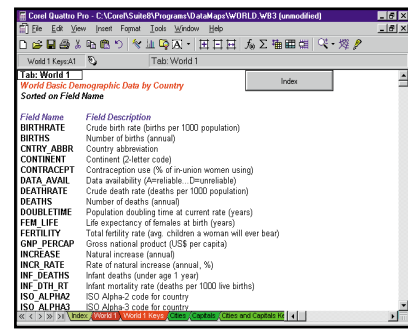 Corel Quattro Pro - C:\Corel\Suite8\Programs\DataMaps\WORLD.WB3 (unmodified)
File Edit View Insert Format Tools Window Help
World 1 Keys:A1 Tab: World 1
Tab: World 1 Index
World Basic Demographic Data by Country
Sorted on Field Name
Field Name Field Description
BIRTHRATE Crude birth rate (births per 1000 population)
BIRTHS Number of births (annual)
CNTRY_ABBR Country abbreviation
CONTINENT Continent (2-letter code)
CONTRACEPT Contraception use (% of in-union women using)
DATA_AVAIL Data availability (A=reliable...D=unreliable)
DEATHRATE Crude death rate (deaths per 1000 population)
DEATHS Number of deaths (annual)
DOUBLETIME Population doubling time at current rate (years)
FEM_LIFE Life expectancy of females at birth (years)
FERTILITY Total fertility rate (avg. children a woman will ever bear)
GNP_PERCAP Gross national product (US$ per capita)
INCREASE Natural increase (annual)
INCR_RATE Rate of natural increase (annual, %)
INF_DEATHS Infant deaths (under age 1 year)
INF_DTH_RT Infant mortality rate (deaths per 1000 live births)
ISO_ALPHA2 ISO Alpha-2 code for country
ISO_ALPHA3 ISO Alpha-3 code for country
Index World 1 World 1 Keys Cities Capitals Cities and Capitals Ke